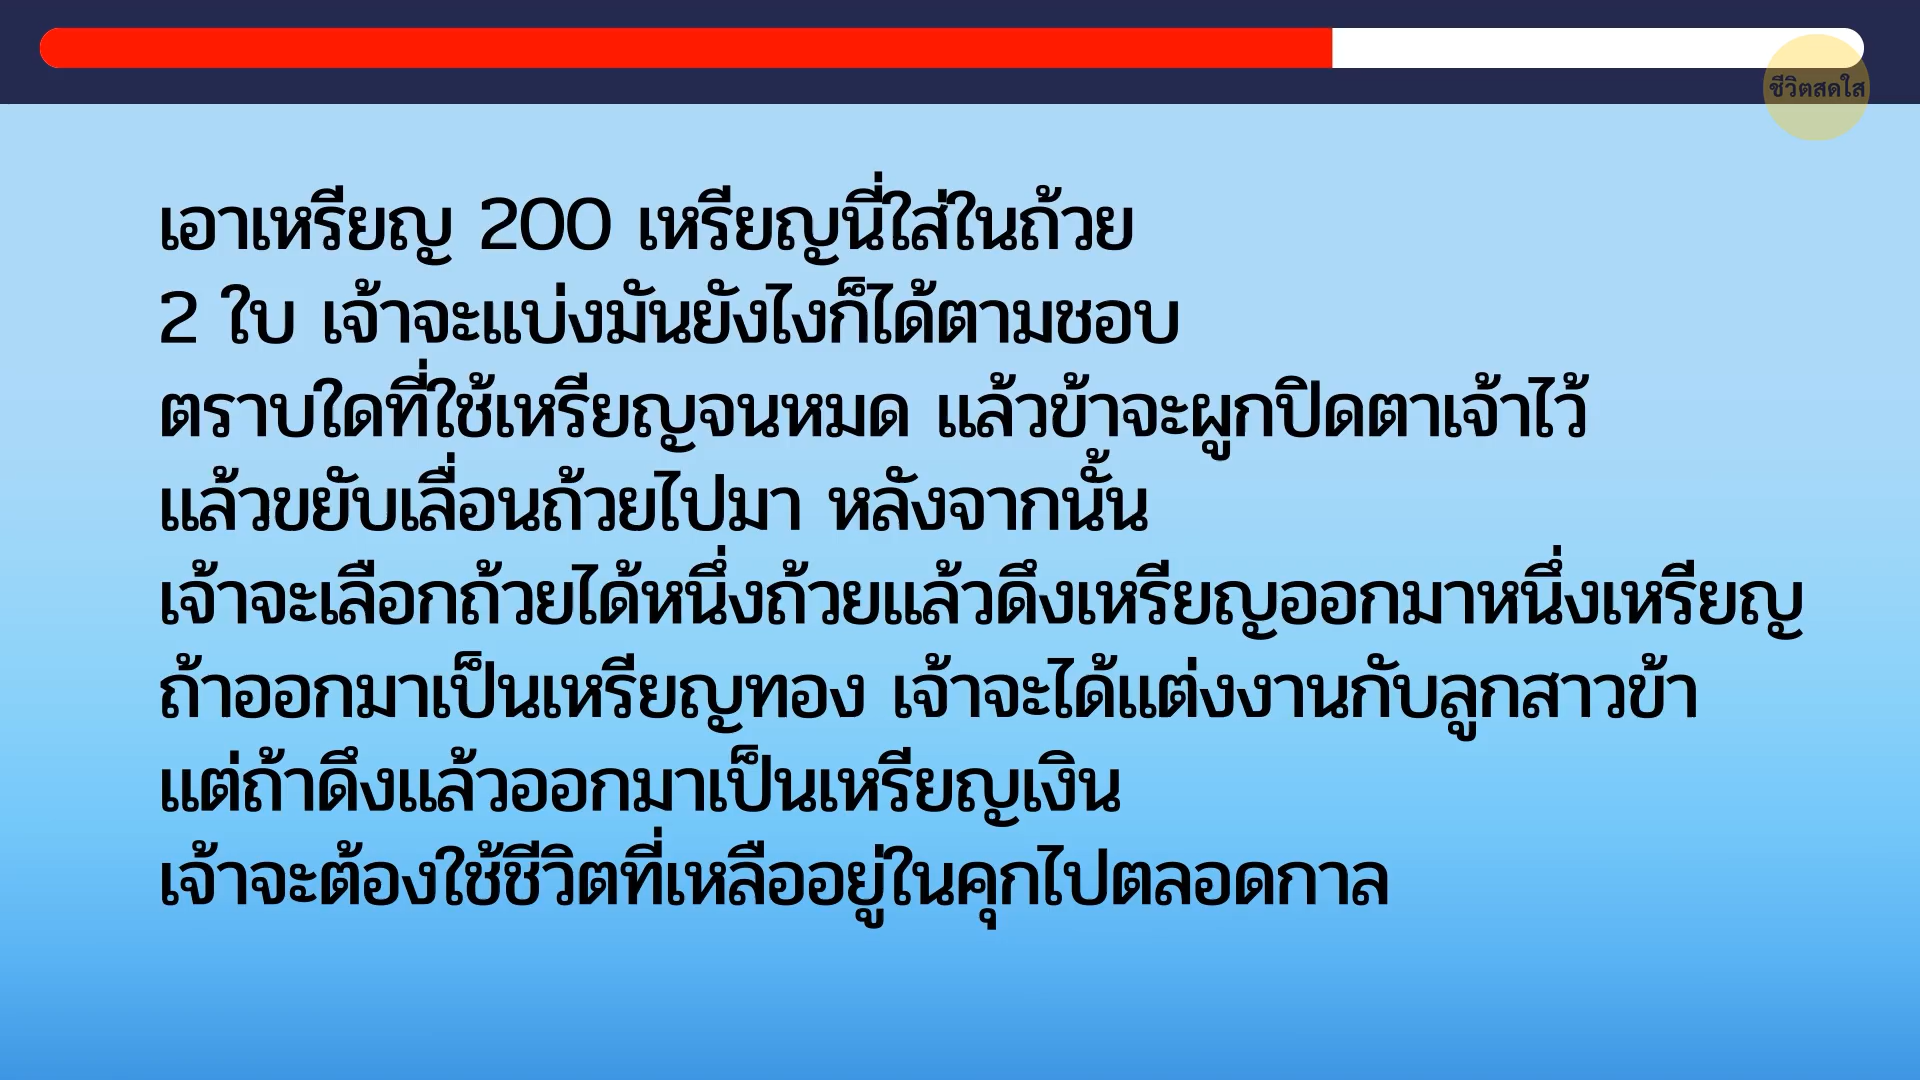 ชีวิตสดใส
เอาเหรียญ 200 เหรียญนี่ใส่ในถ้วย
2 ใบ เจ้าจะแบ่งมันยังไงก็ได้ตามชอบ
ตราบใดที่ใช้เหรียญจนหมด แล้วข้าจะผูกปิดตาเจ้าไว้
แล้วขยับเลื่อนถ้วยไปมา หลังจากนั้น
เจ้าจะเลือกถ้วยได้หนึ่งถ้วยแล้วดึงเหรียญออกมาหนึ่งเหรียญ
ถ้าออกมาเป็นเหรียญทอง เจ้าจะได้แต่งงานกับลูกสาวข้า
แต่ถ้าดึงแล้วออกมาเป็นเหรียญเงิน
เจ้าจะต้องใช้ชีวิตที่เหลืออยู่ในคุกไปตลอดกาล